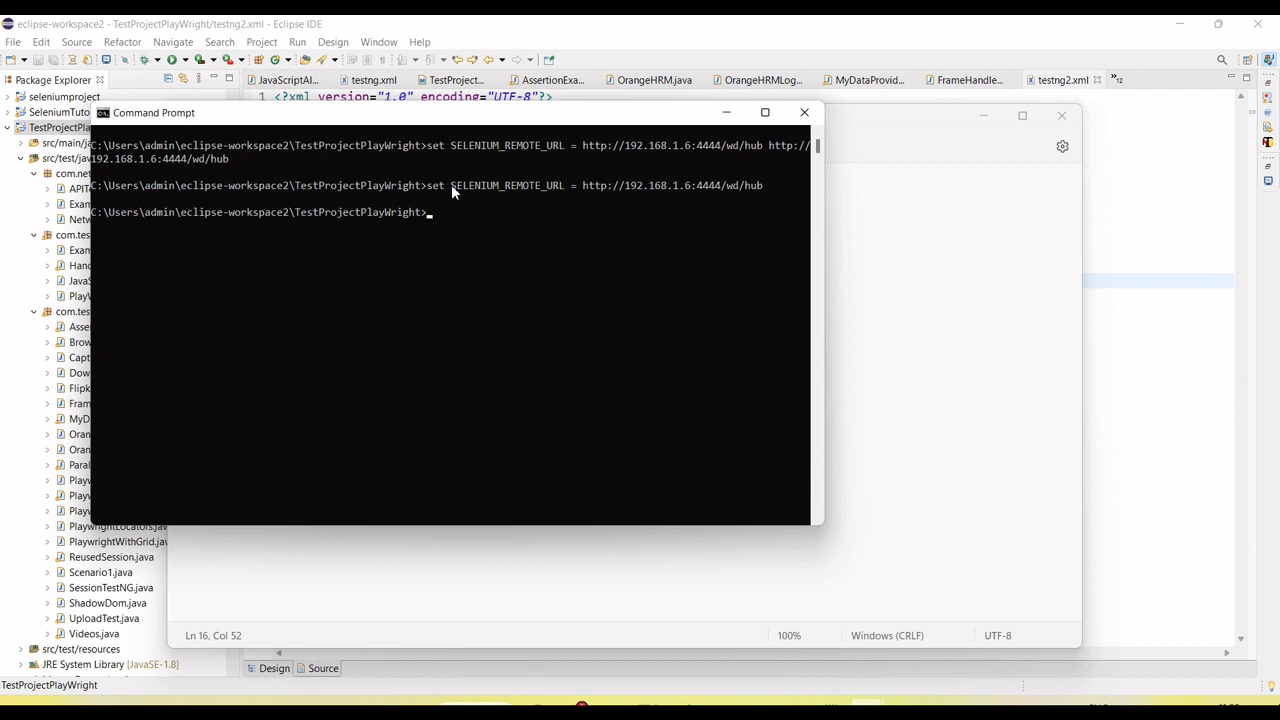 eclipse-workspace2 - TestProjectPlayWright/testng2.xml - Eclipse IDE
File Edit Source Refactor Navigate Search Project Run Design Window Help
Package Explorer
JavaScriptAl... testng.xml TestProject... AssertionExa... OrangeHRM.java OrangeHRMLog... MyDataProvid... FrameHandle... testng2.xml »12
seleniumproject
1 <?xml version="1.0" encoding="UTF-8"?>
SeleniumTuto
Command Prompt
TestProjectPla
src/main/j
C:\Users\admin\eclipse-workspace2\TestProjectPlayWright>set SELENIUM_REMOTE_URL = http://192.168.1.6:4444/wd/hub http://
192.168.1.6:4444/wd/hub
src/test/jav
com.net
C:\Users\admin\eclipse-workspace2\TestProjectPlayWright>set SELENIUM_REMOTE_URL = http://192.168.1.6:4444/wd/hub
APIT
Exam
C:\Users\admin\eclipse-workspace2\TestProjectPlayWright>
Netw
com.tes
Exam
Hanc
JavaS
PlayV
com.tes
Asse
Brow
Capt
Dow
Flipk
Fram
MyD
Oran
Oran
Paral
Playw
Playw
Playw
PlaywrightLocators.jav
PlaywrightWithGrid.jav
ReusedSession.java
Scenario1.java
SessionTestNG.java
ShadowDom.java
UploadTest.java
Videos.java
Ln 16, Col 52 100% Windows (CRLF) UTF-8
src/test/resources
JRE System Library [JavaSE-1.8]
Design Source
TestProjectPlayWright